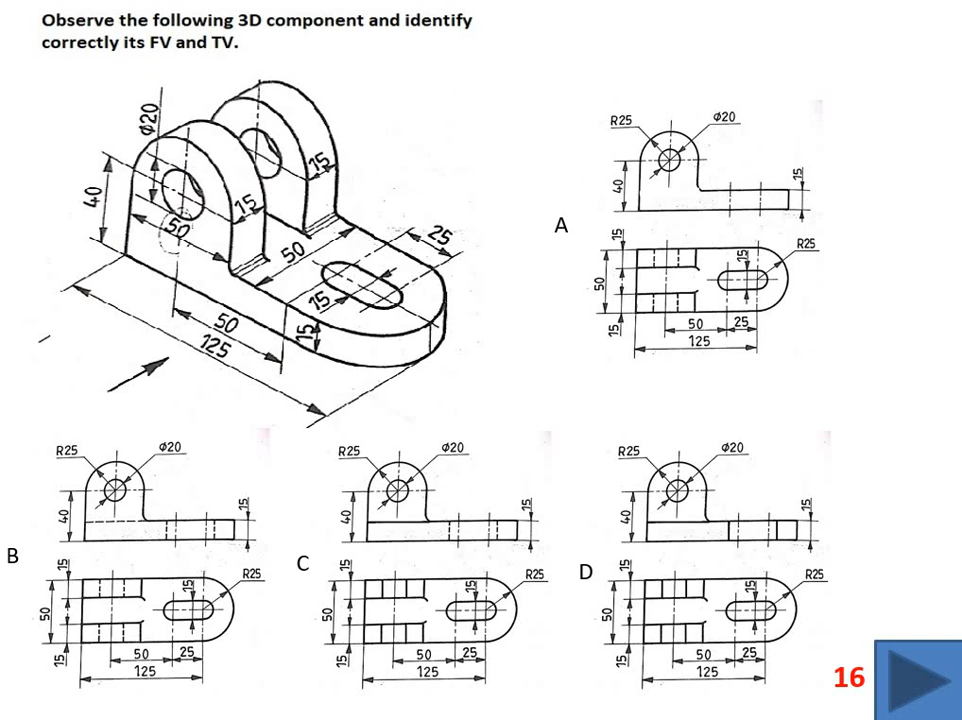 Observe the following 3D component and identify
correctly its FV and TV.
Φ20
40
50
15
15
50
25
15
15
50
125
A
R25
Φ20
40
15
15
50
15
15
R25
50
25
125
B
R25
Φ20
40
15
15
50
15
15
R25
50
25
125
C
R25
Φ20
40
15
15
50
15
15
R25
50
25
125
D
R25
Φ20
40
15
15
50
15
15
R25
50
25
125
16